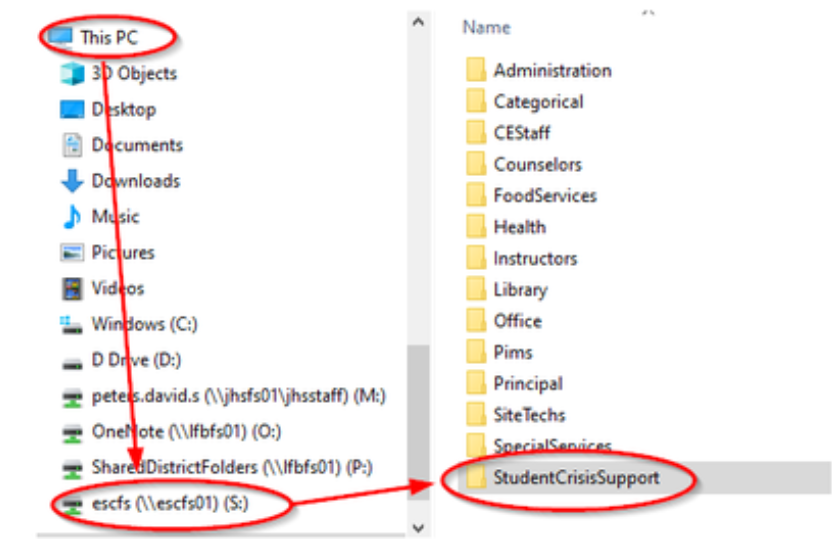 This PC
3D Objects
Desktop
Documents
Downloads
Music
Pictures
Videos
Windows (C:)
D Drive (D:)
peters.david.s (\\jhsfs01\jhsstaff) (M:)
OneNote (\\lfbfs01) (O:)
SharedDistrictFolders (\\lfbfs01) (P:)
escfs (\\escfs01) (S:)
Name
Administration
Categorical
CEStaff
Counselors
FoodServices
Health
Instructors
Library
Office
Pims
Principal
SiteTechs
SpecialServices
StudentCrisisSupport